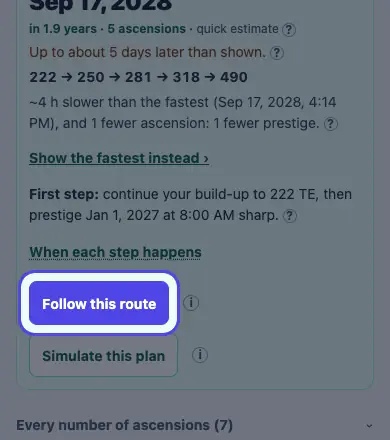 Sep 17, 2028
in 1.9 years · 5 ascensions · quick estimate ?
Up to about 5 days later than shown. ?
222 → 250 → 281 → 318 → 490
~4 h slower than the fastest (Sep 17, 2028, 4:14
PM), and 1 fewer ascension: 1 fewer prestige. ?
Show the fastest instead ›
First step: continue your build-up to 222 TE, then
prestige Jan 1, 2027 at 8:00 AM sharp. ?
When each step happens
Follow this route i
Simulate this plan i
Every number of ascensions (7)